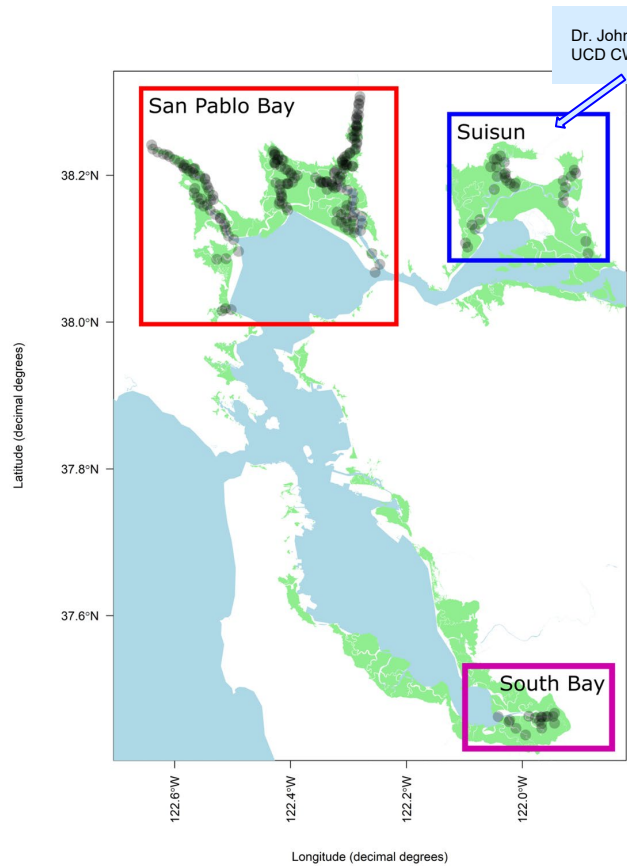 Dr. John
UCD CW
San Pablo Bay
Suisun
South Bay
38.2°N
38.0°N
37.8°N
37.6°N
122.6°W
122.4°W
122.2°W
122.0°W
Latitude (decimal degrees)
Longitude (decimal degrees)